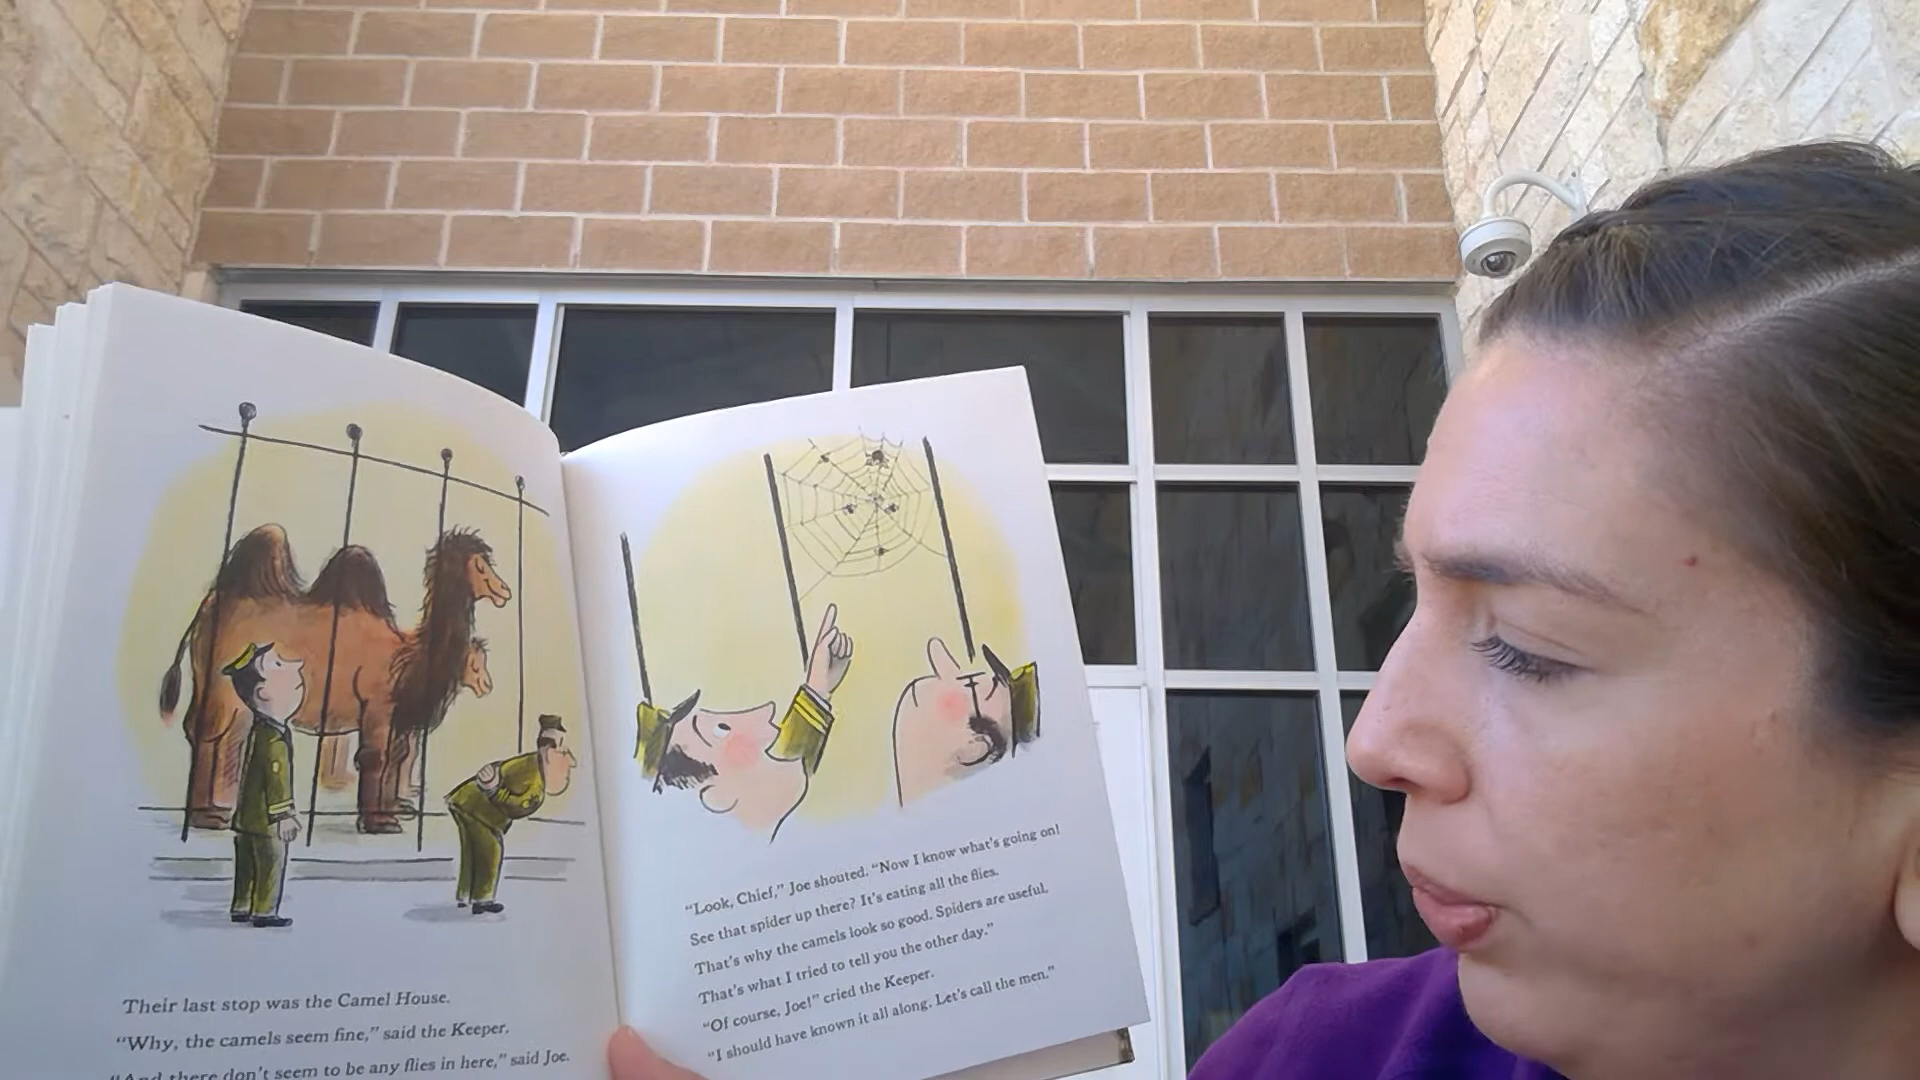 Their last stop was the Camel House.
“Why, the camels seem fine,” said the Keeper.
“And there don’t seem to be any flies in here,” said Joe.
“Look, Chief,” Joe shouted. “Now I know what’s going on!
See that spider up there? It’s eating all the flies.
That’s why the camels look so good. Spiders are useful.
That’s what I tried to tell you the other day.”
“Of course, Joe!” cried the Keeper.
“I should have known it all along. Let’s call the men.”